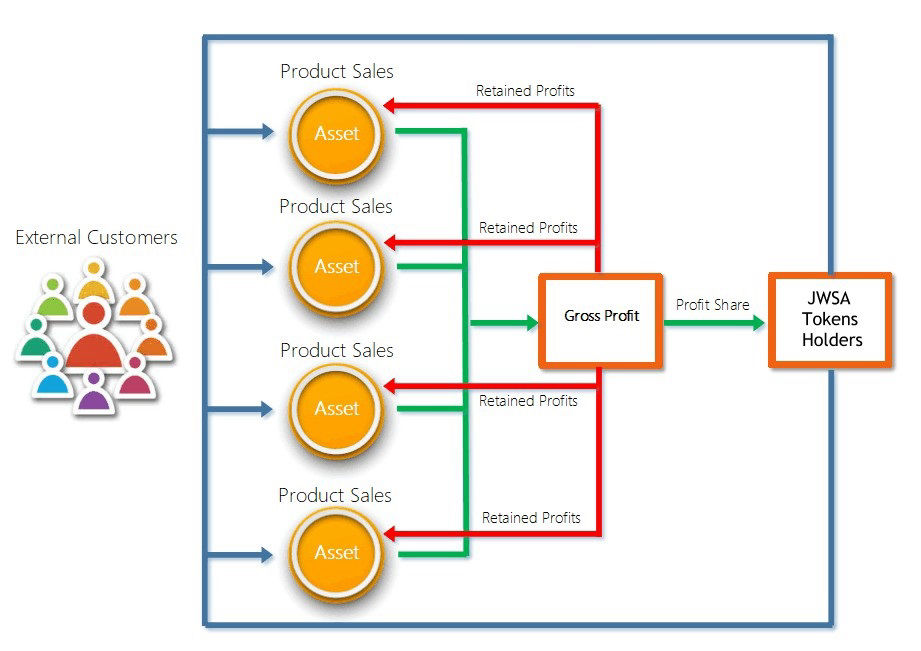 Product Sales
Retained Profits
Asset
Product Sales
Retained Profits
External Customers
Asset
JWSA
Tokens
Holders
Profit Share
Gross Profit
Product Sales
Retained Profits
Asset
Product Sales
Retained Profits
Asset